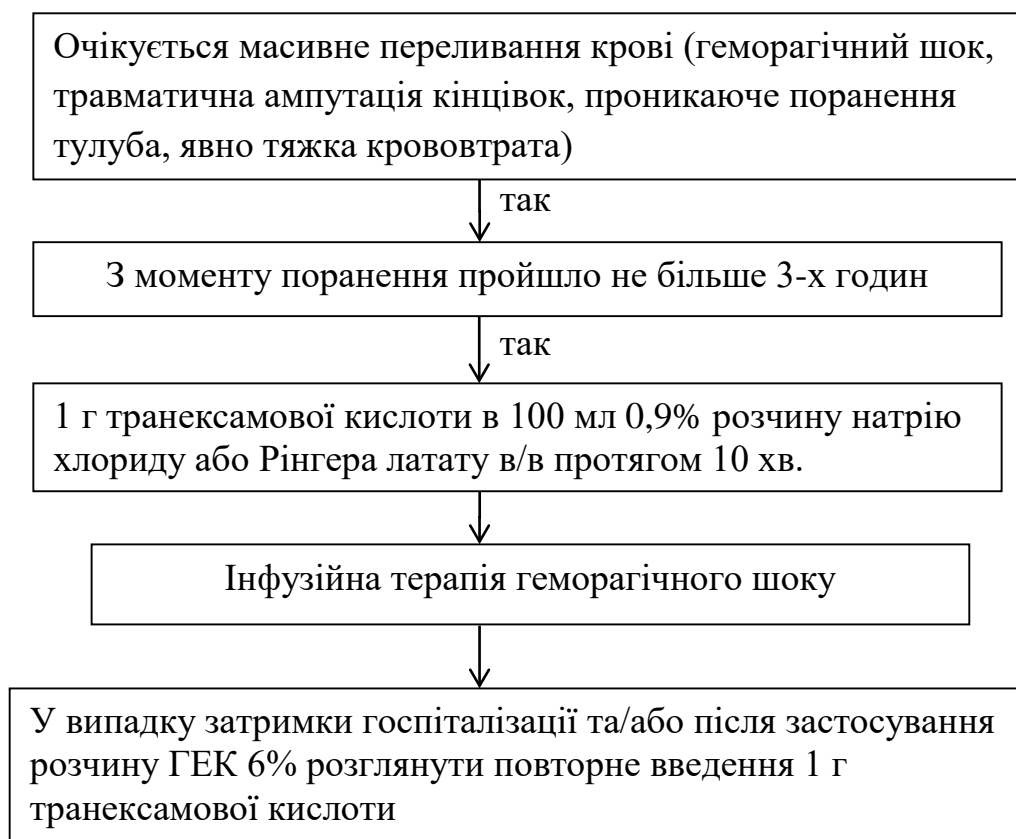 Очікується масивне переливання крові (геморагічний шок,
травматична ампутація кінцівок, проникаюче поранення
тулуба, явно тяжка крововтрата)
так
З моменту поранення пройшло не більше 3-х годин
так
1 г транексамової кислоти в 100 мл 0,9% розчину натрію
хлориду або Рінгера латату в/в протягом 10 хв.
Інфузійна терапія геморагічного шоку
У випадку затримки госпіталізації та/або після застосування
розчину ГЕК 6% розглянути повторне введення 1 г
транексамової кислоти